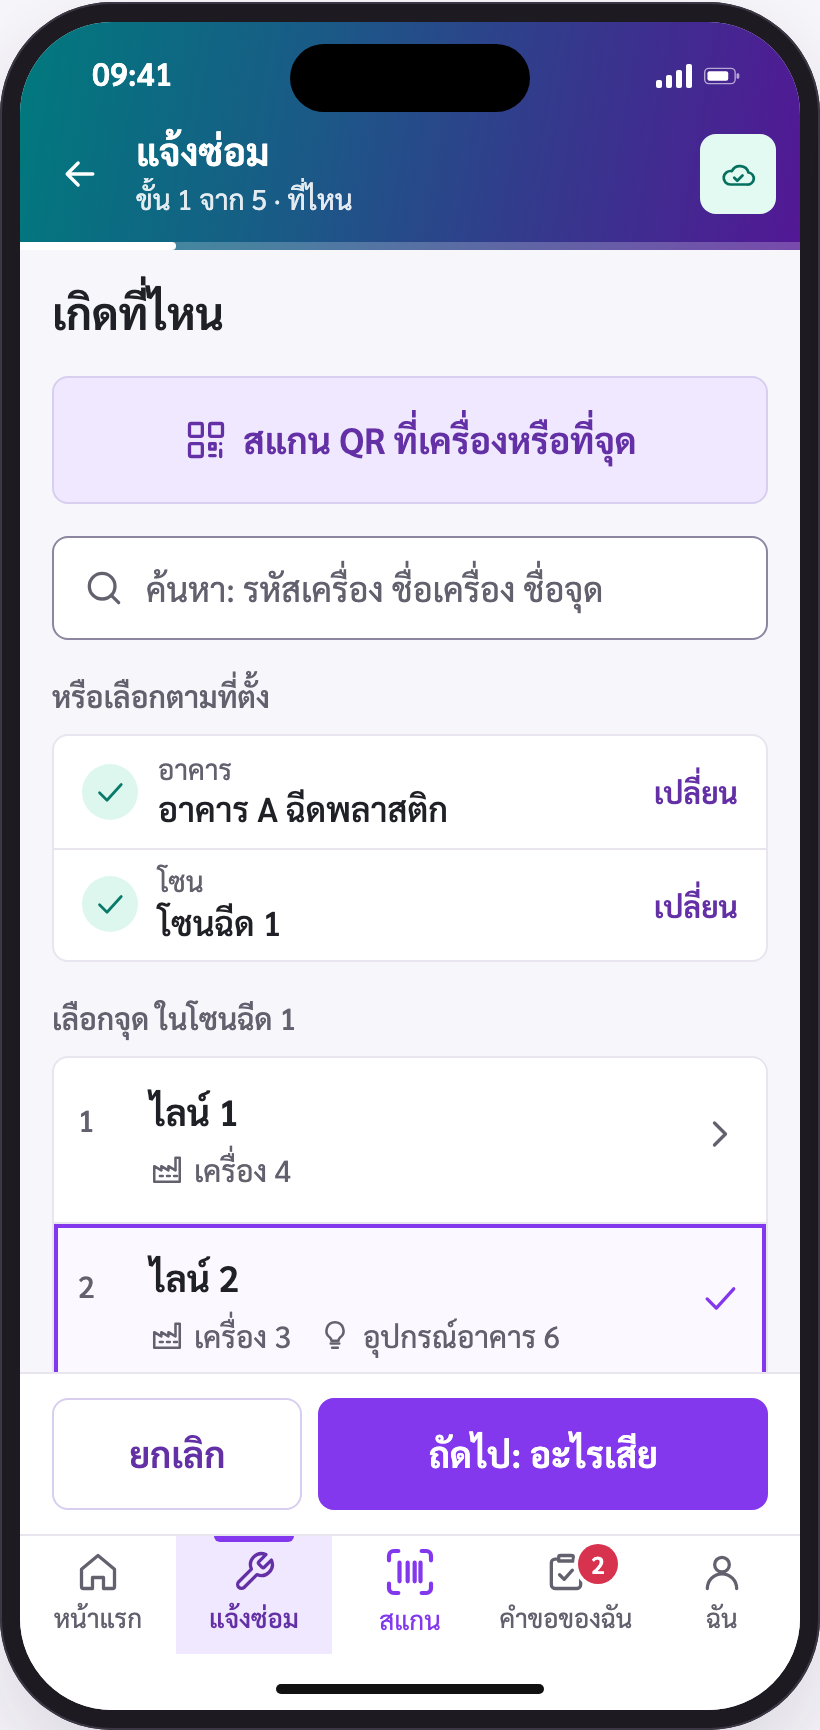 09:41
แจ้งซ่อม
ขั้น 1 จาก 5 · ที่ไหน
เกิดที่ไหน
สแกน QR ที่เครื่องหรือที่จุด
ค้นหา: รหัสเครื่อง ชื่อเครื่อง ชื่อจุด
หรือเลือกตามที่ตั้ง
อาคาร
อาคาร A ฉีดพลาสติก
เปลี่ยน
โซน
โซนฉีด 1
เปลี่ยน
เลือกจุด ในโซนฉีด 1
1
ไลน์ 1
เครื่อง 4
2
ไลน์ 2
เครื่อง 3 อุปกรณ์อาคาร 6
ยกเลิก
ถัดไป: อะไรเสีย
2
หน้าแรก
แจ้งซ่อม
สแกน
คำขอของฉัน
ฉัน